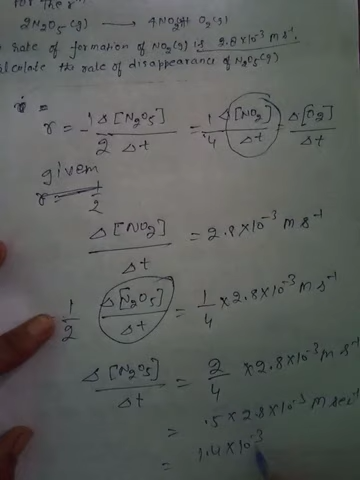 For the rxn
2N2O5(g) → 4NO2(g)+ O2(g)
rate of formation of NO2(g) is 2.8×10⁻³ M s⁻¹.
calculate the rate of disappearance of N2O5(g)
r = -1/2 Δ[N2O5]/Δt = 1/4 Δ[NO2]/Δt = Δ[O2]/Δt
given
r = 1/2
Δ[NO2]/Δt = 2.8×10⁻³ M s⁻¹
1/2 Δ[N2O5]/Δt = 1/4 × 2.8×10⁻³ M s⁻¹
Δ[N2O5]/Δt = 2/4 × 2.8×10⁻³ M s⁻¹
= .5 × 2.8×10⁻³ M sec⁻¹
= 1.4×10⁻³